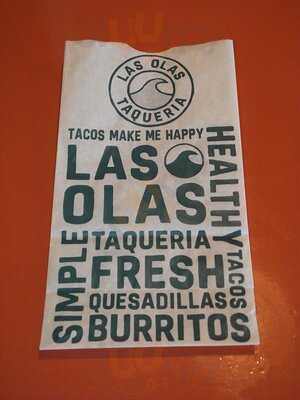 LAS OLAS
TAQUERIA
TACOS MAKE ME HAPPY
LAS
OLAS
HEALTHY
TACOS
SIMPLE
TAQUERIA
FRESH
QUESADILLAS
BURRITOS